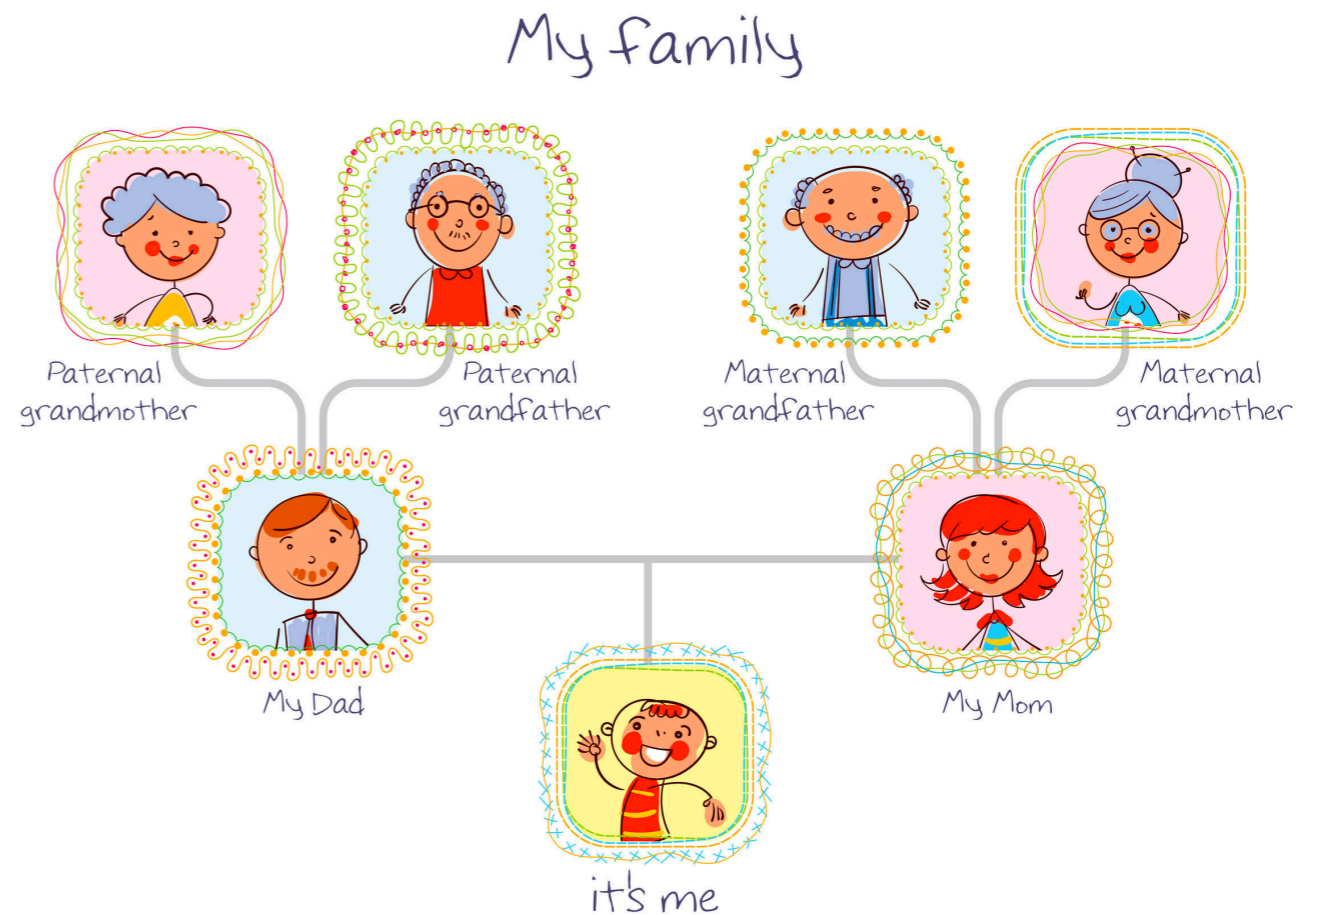 My family
Paternal
grandmother
Paternal
grandfather
Maternal
grandfather
Maternal
grandmother
My Dad
My Mom
it's me